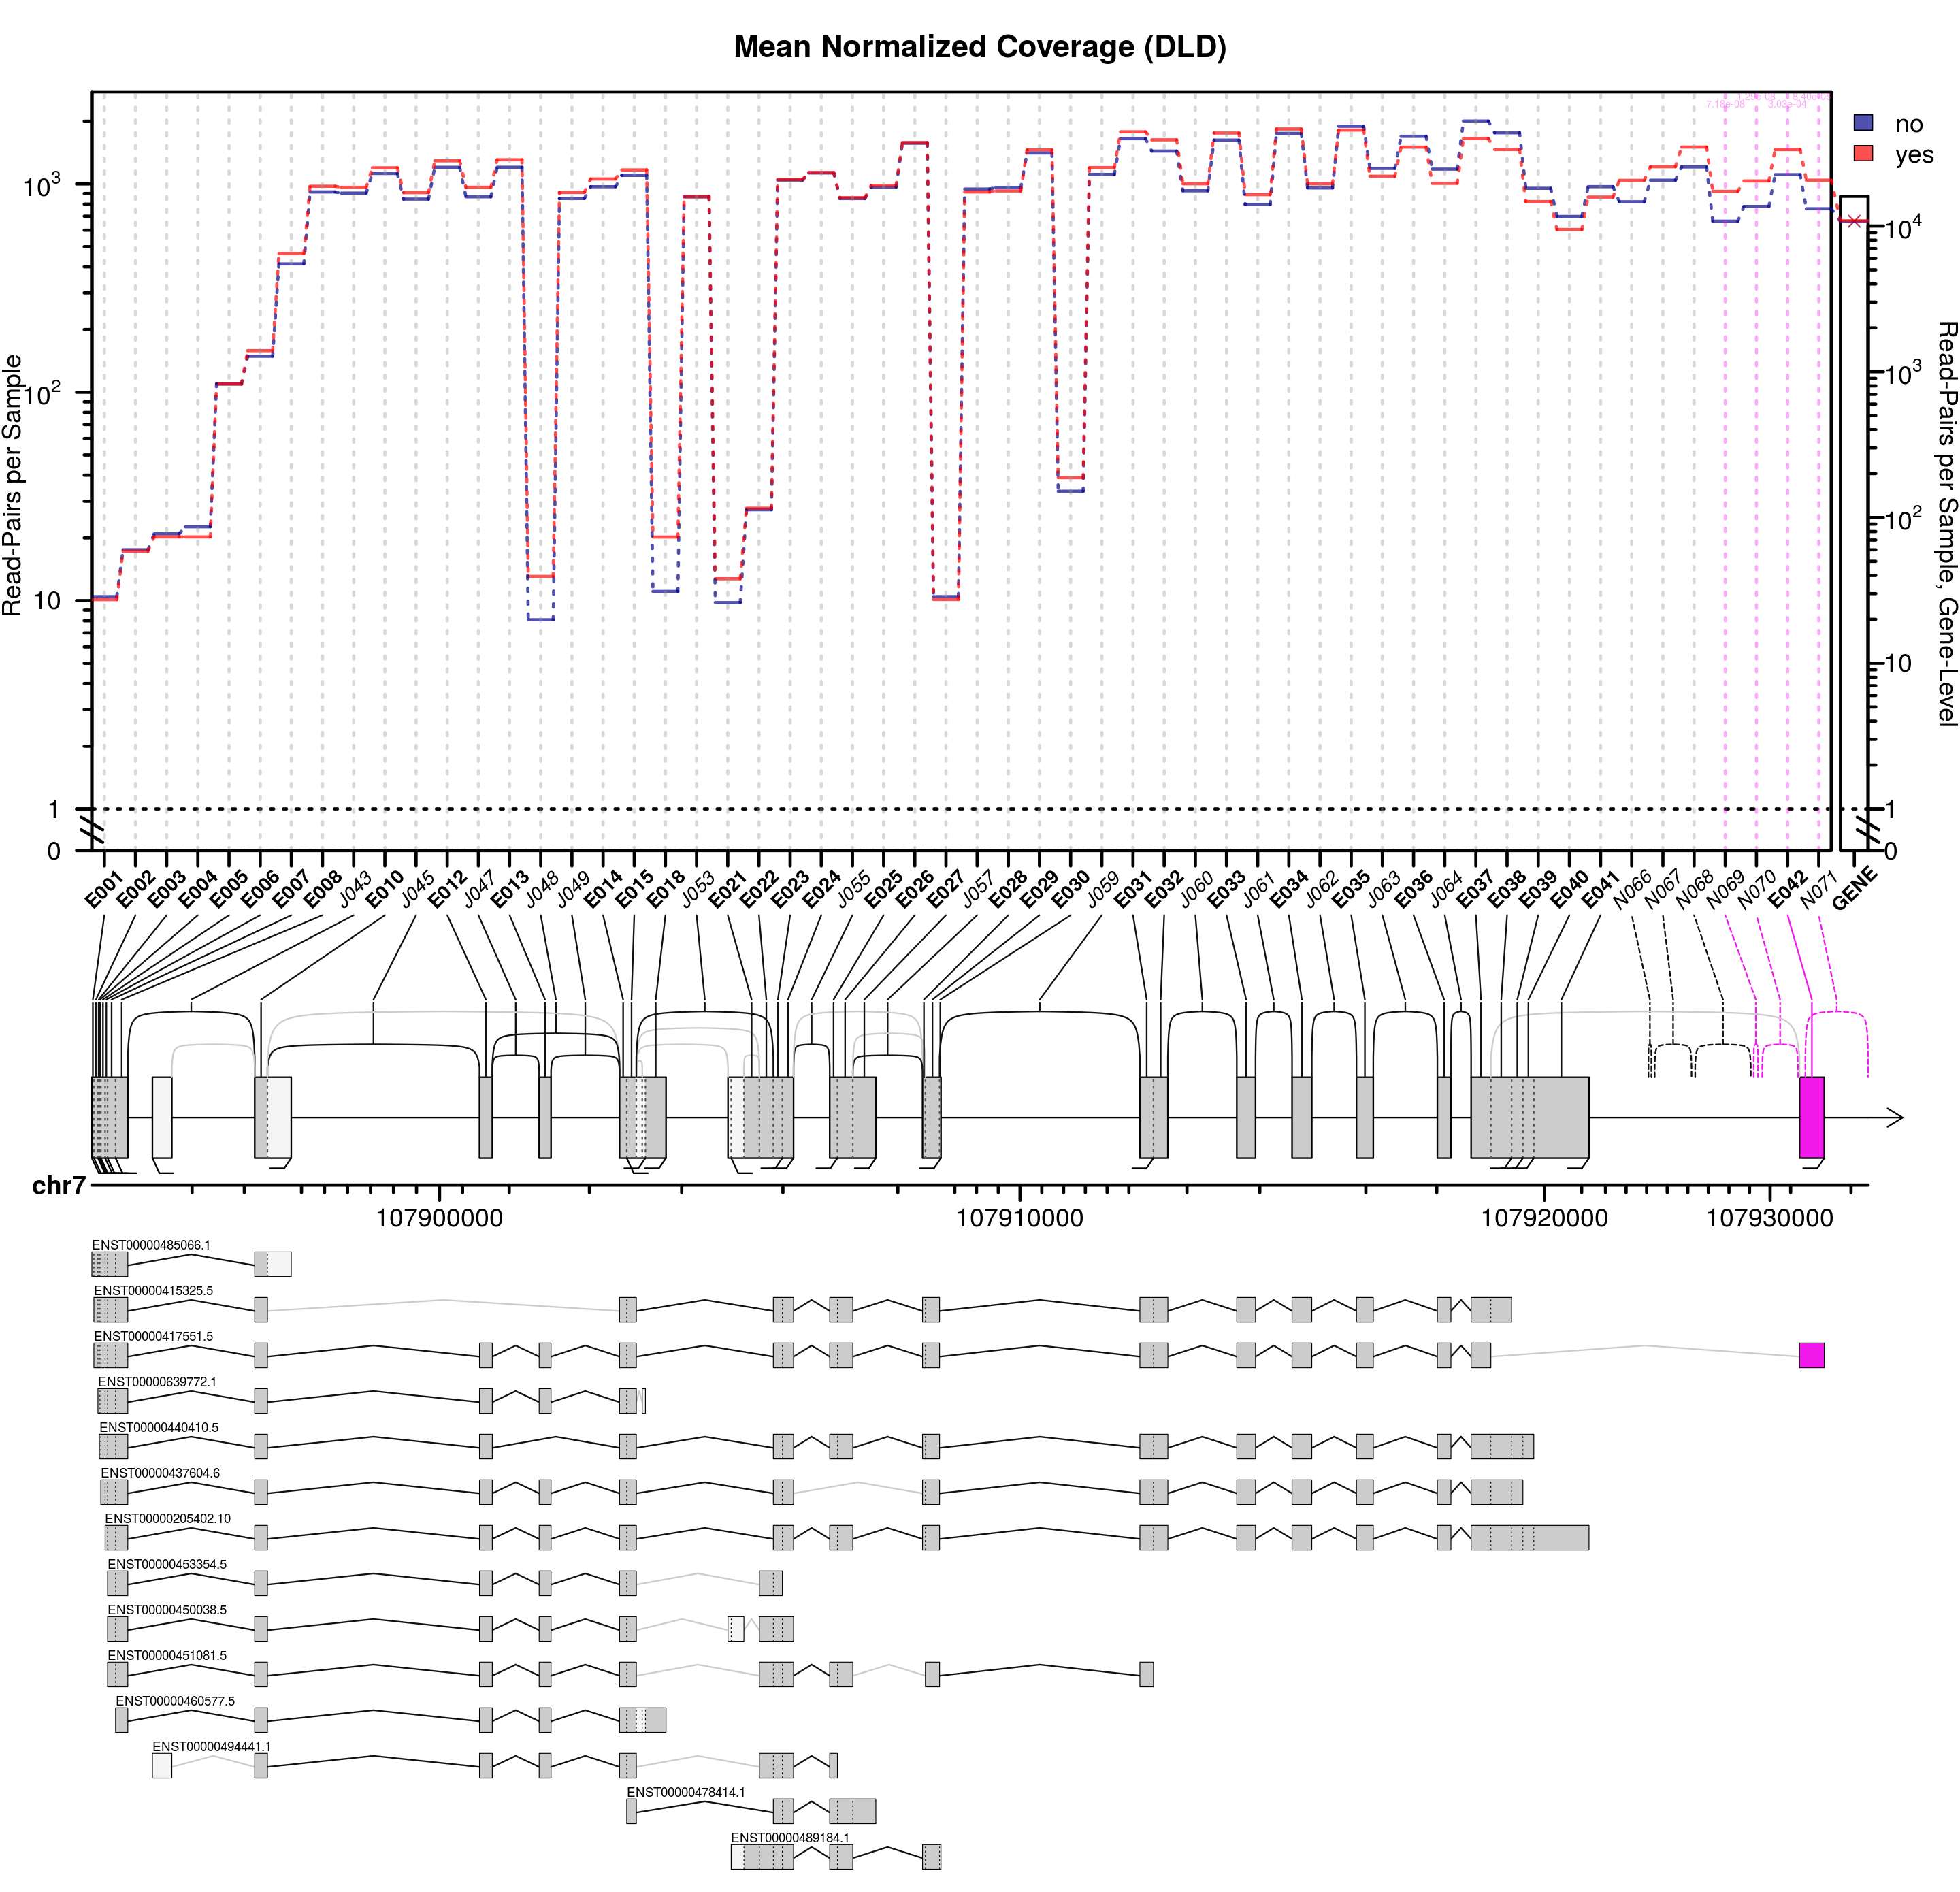 Mean Normalized Coverage (DLD)
7.18e-08
3.03e-04
no
yes
Read-Pairs per Sample
10³
10²
10
1
0
Read-Pairs per Sample, Gene-Level
10⁴
10³
10²
10
1
0
E001 E002 E003 E004 E005 E006 E007 E008 J043 E010 J045 E012 J047 E013 J048 J049 E014 E015 E018 J053 E021 E022 E023 E024 J055 E025 E026 E027 J057 E028 E029 E030 J059 E031 E032 J060 E033 J061 E034 J062 E035 J063 E036 J064 E037 E038 E039 E040 E041 N066 N067 N068 N069 N070 E042 N071 GENE
chr7
107900000 107910000 107920000 107930000
ENST00000485066.1
ENST00000415325.5
ENST00000417551.5
ENST00000639772.1
ENST00000440410.5
ENST00000437604.6
ENST00000205402.10
ENST00000453354.5
ENST00000450038.5
ENST00000451081.5
ENST00000460577.5
ENST00000494441.1
ENST00000478414.1
ENST00000489184.1